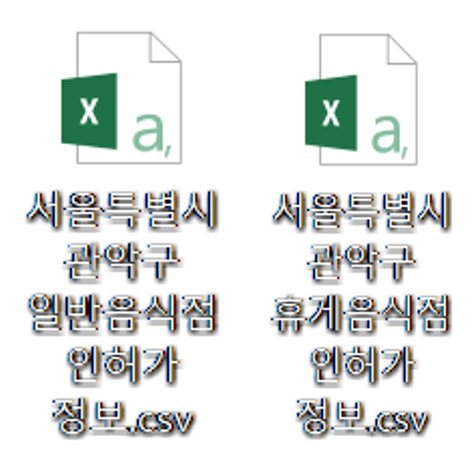 X a,
서울특별시
관악구
일반음식점
인허가
정보.csv
X a,
서울특별시
관악구
휴게음식점
인허가
정보.csv